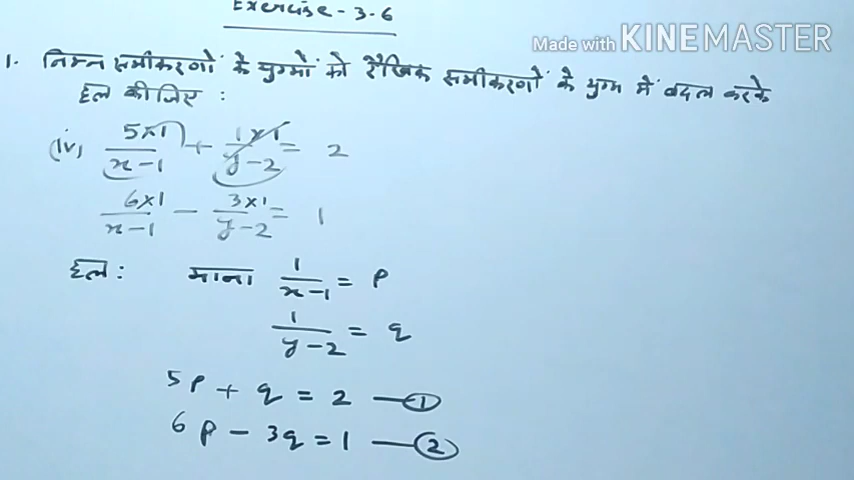 Exercise - 3.6
Made with KINEMASTER
1. निम्न समीकरणों के युग्मों को रैखिक समीकरणों के युग्म में बदल करके
हल कीजिए :
(iv) 5×1/x-1 + 1×1/y-2 = 2
6×1/x-1 - 3×1/y-2 = 1
हल : माना 1/x-1 = p
1/y-2 = q
5p + q = 2 —①
6p - 3q = 1 —②